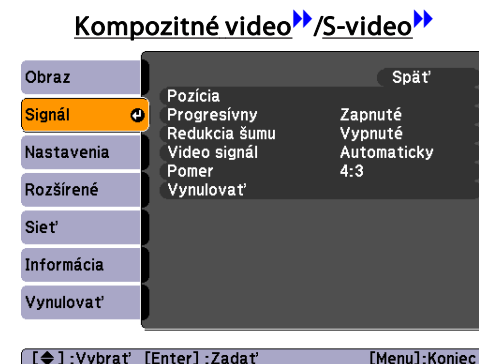 Kompozitné video/S-video
Obraz
Späť
Signál
Pozícia
Progresívny Zapnuté
Redukcia šumu Vypnuté
Video signál Automaticky
Pomer 4:3
Vynulovať
Nastavenia
Rozšírené
Sieť
Informácia
Vynulovať
[◆] :Vybrať [Enter] :Zadať [Menu]:Koniec